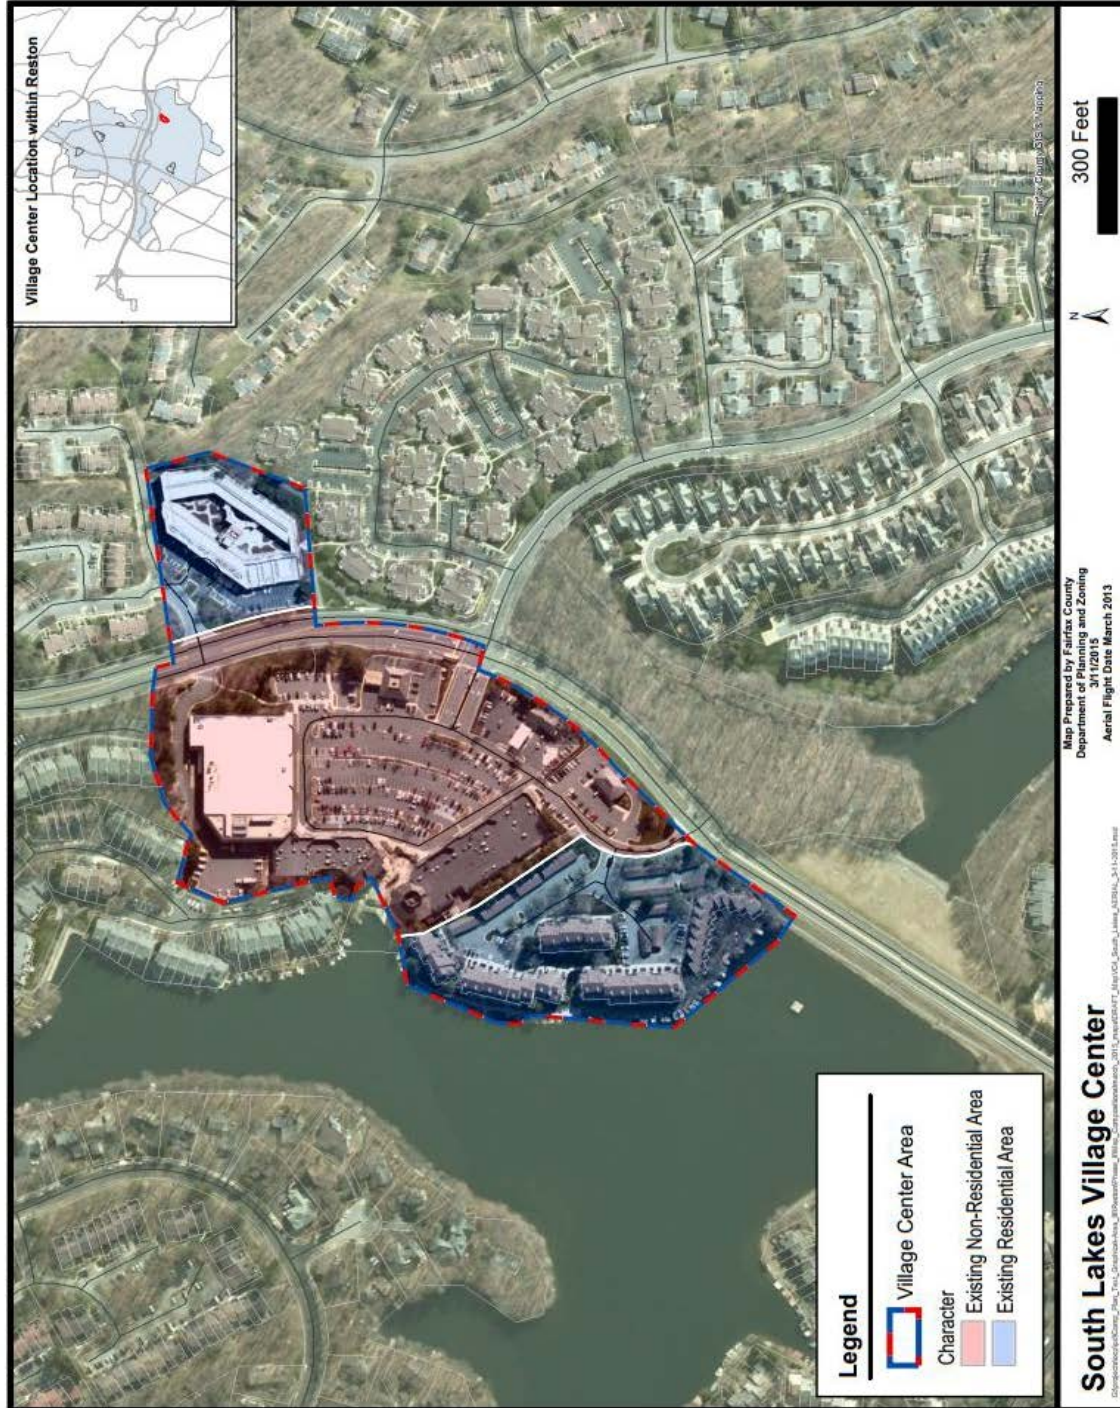 Village Center Location within Reston
Legend
Village Center Area
Character
Existing Non-Residential Area
Existing Residential Area
Fairfax County GIS & Mapping
South Lakes Village Center
Map Prepared by Fairfax County
Department of Planning and Zoning
3/11/2015
Aerial Flight Date March 2013
N
300 Feet